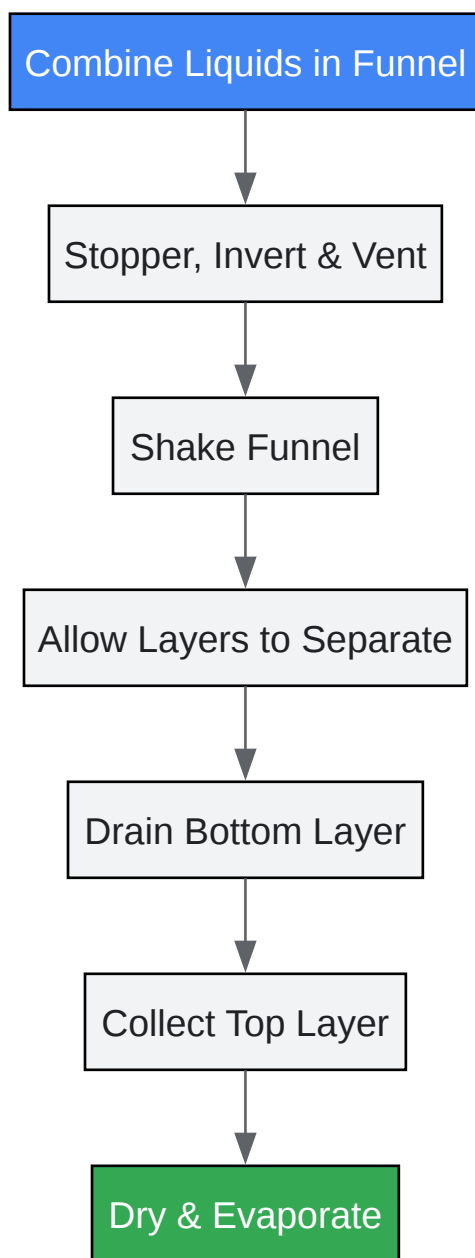 Combine Liquids in Funnel
Stopper, Invert & Vent
Shake Funnel
Allow Layers to Separate
Drain Bottom Layer
Collect Top Layer
Dry & Evaporate